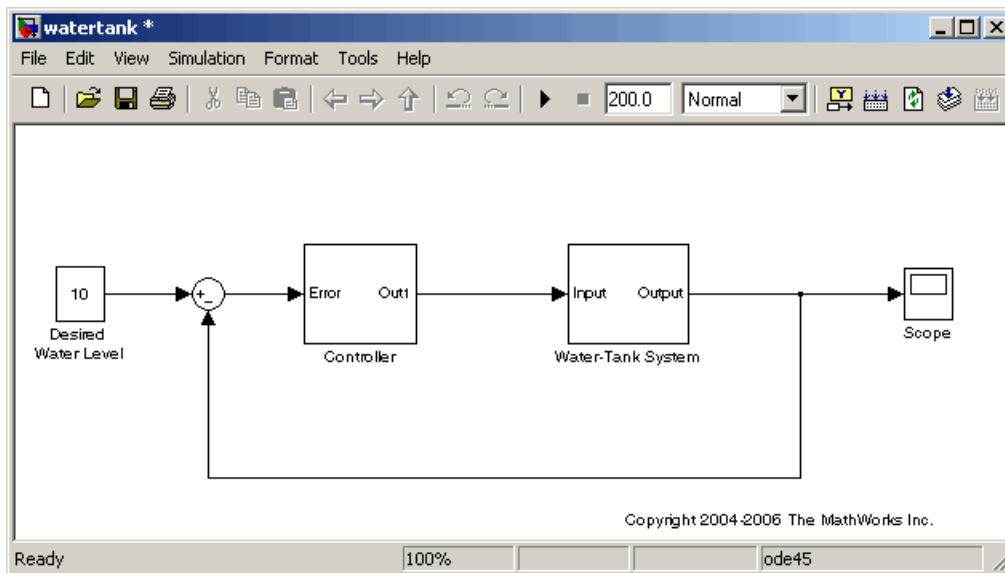 watertank *
File Edit View Simulation Format Tools Help
200.0 Normal
10
+
-
Error Out1
Input Output
Desired
Water Level
Controller
Water-Tank System
Scope
Copyright 2004-2006 The MathWorks Inc.
Ready 100% ode45